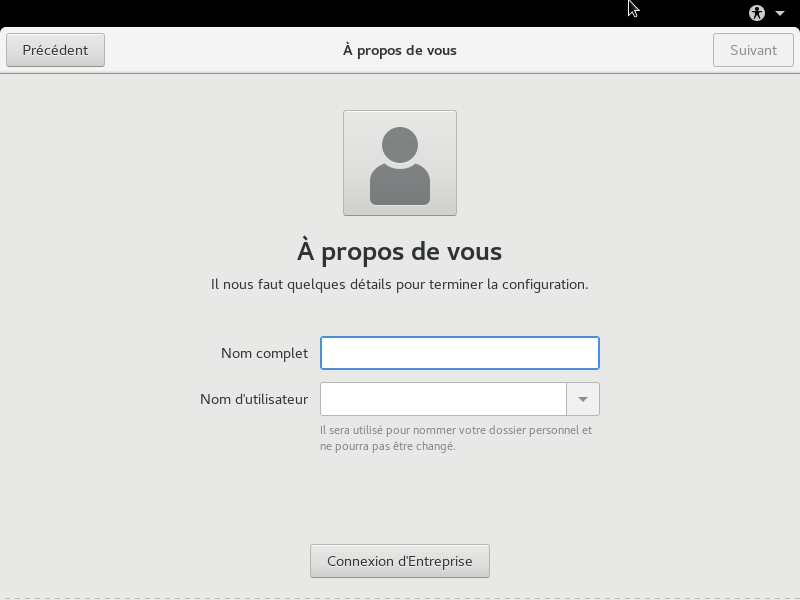 Précédent
À propos de vous
Suivant
À propos de vous
Il nous faut quelques détails pour terminer la configuration.
Nom complet
Nom d'utilisateur
Il sera utilisé pour nommer votre dossier personnel et
ne pourra pas être changé.
Connexion d'Entreprise